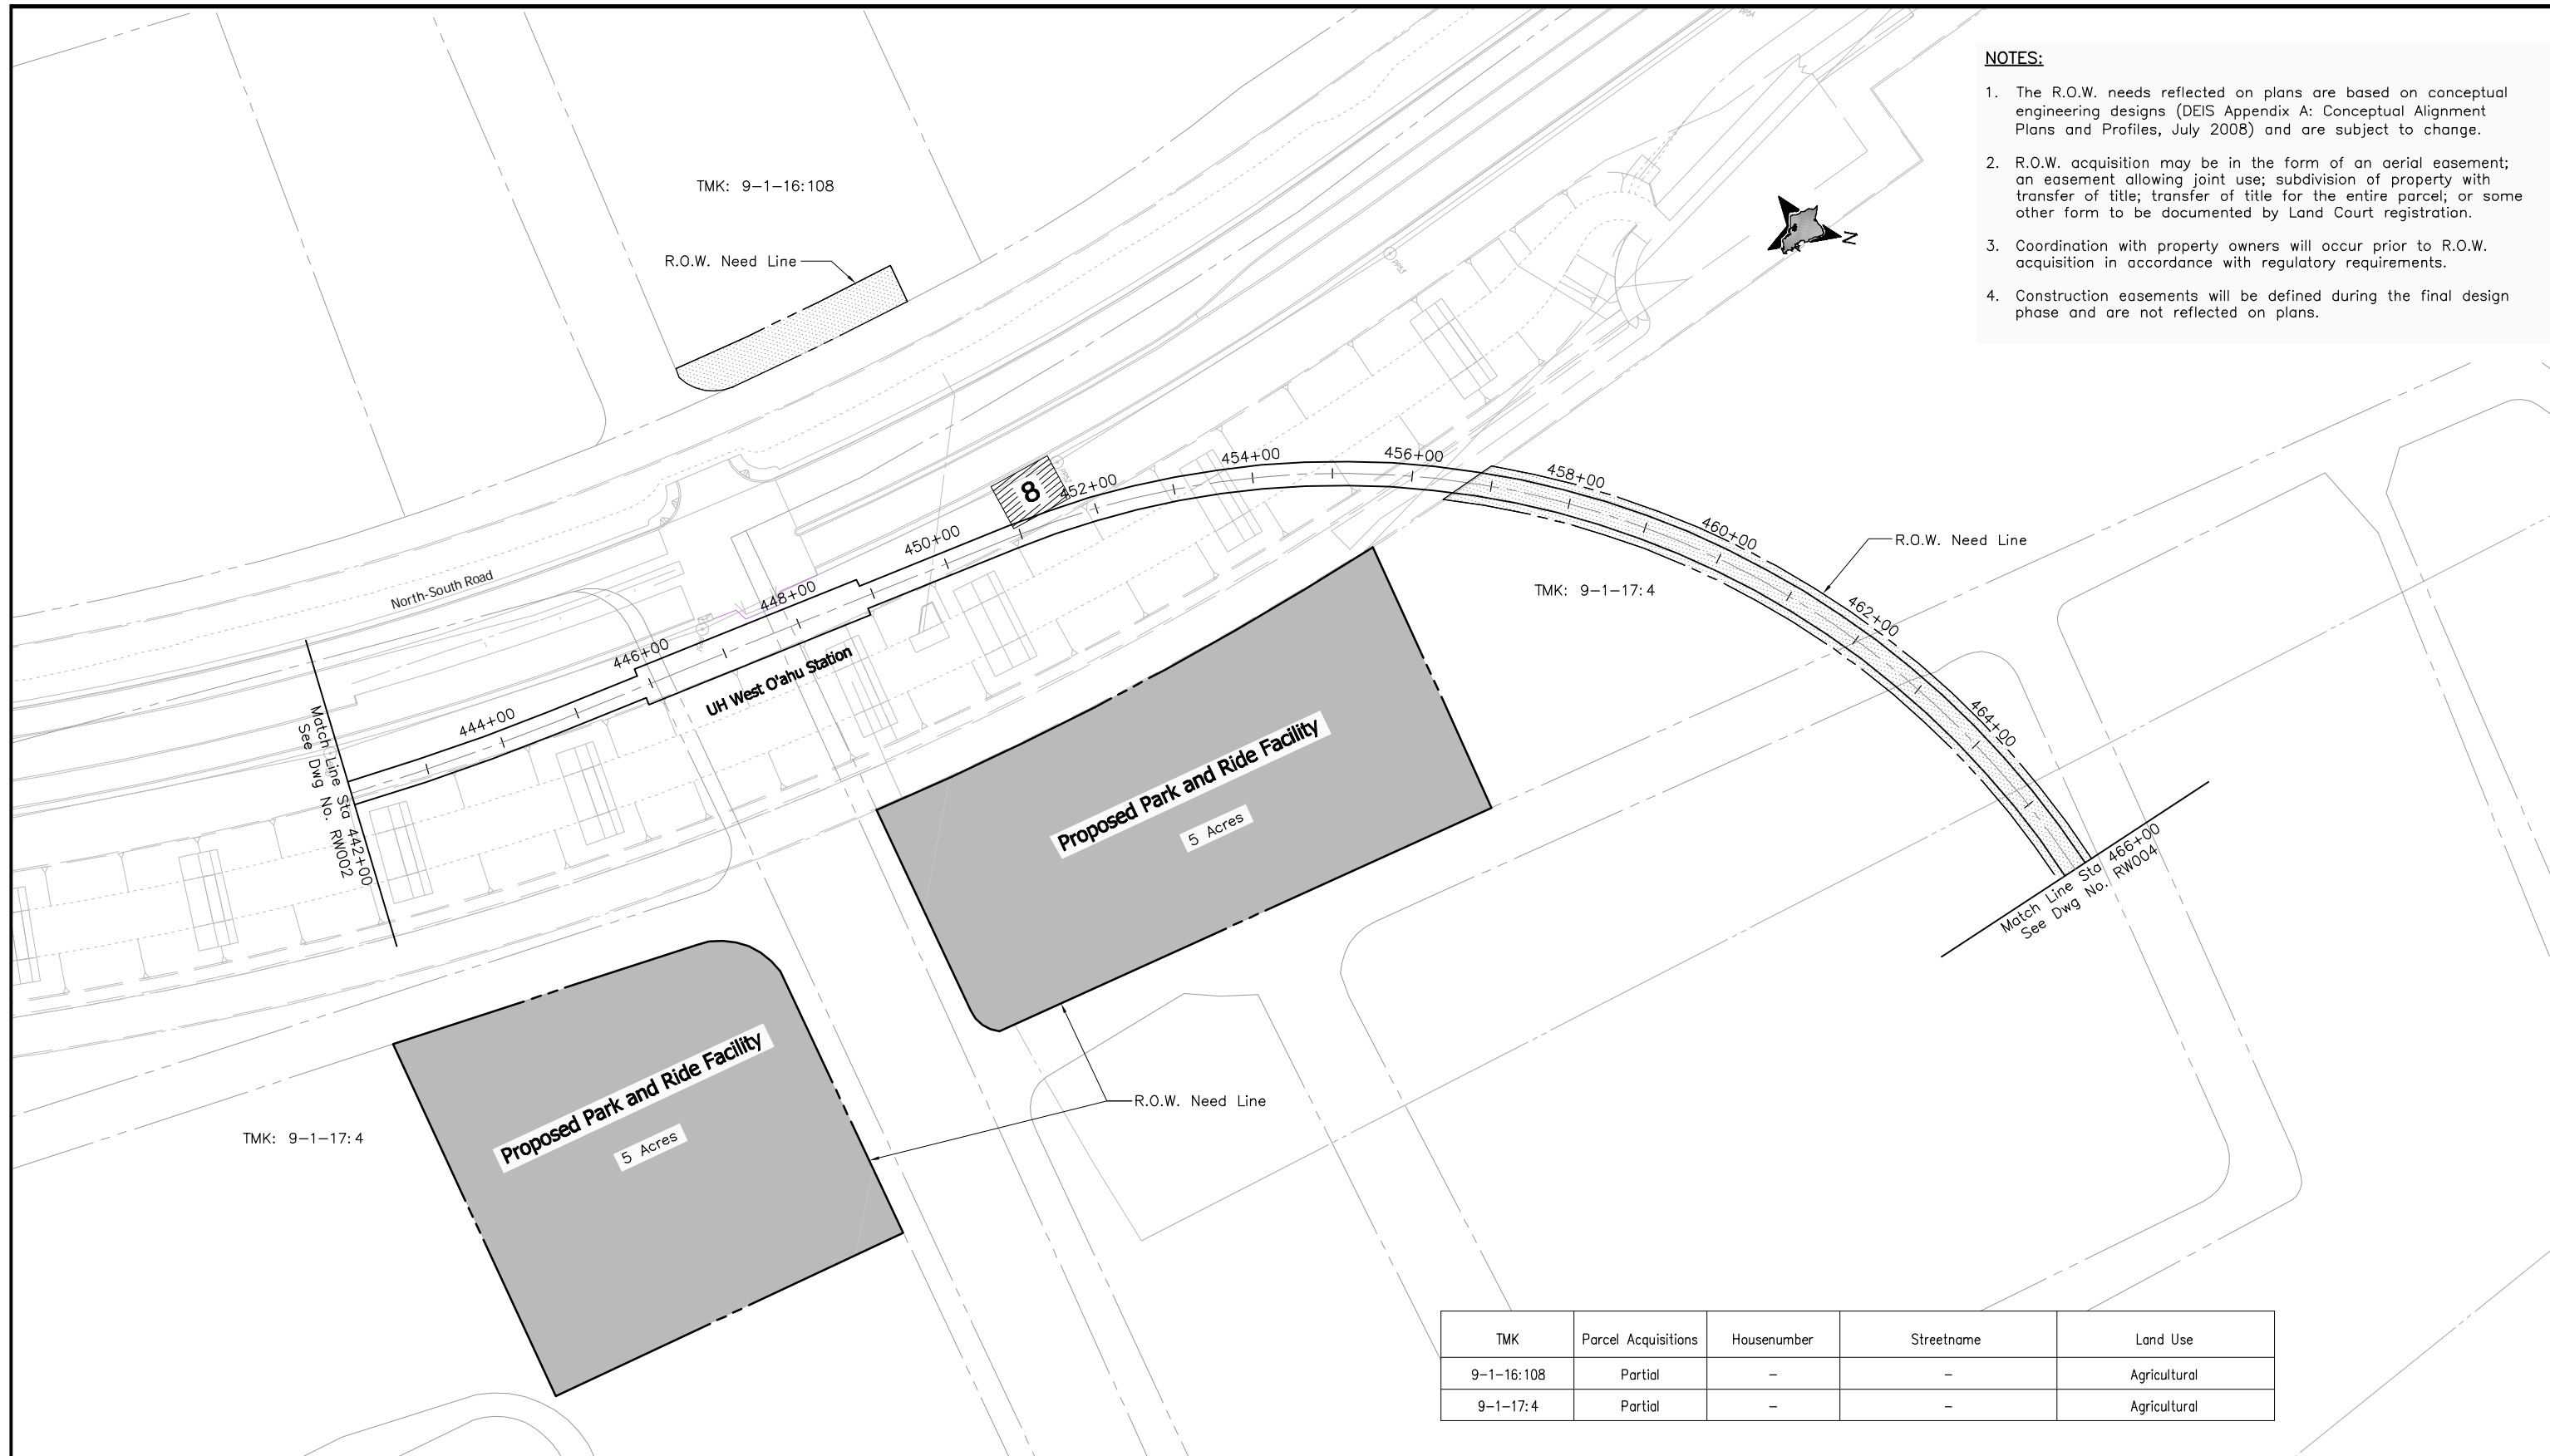 NOTES:
1. The R.O.W. needs reflected on plans are based on conceptual
engineering designs (DEIS Appendix A: Conceptual Alignment
Plans and Profiles, July 2008) and are subject to change.
2. R.O.W. acquisition may be in the form of an aerial easement;
an easement allowing joint use; subdivision of property with
transfer of title; transfer of title for the entire parcel; or some
other form to be documented by Land Court registration.
3. Coordination with property owners will occur prior to R.O.W.
acquisition in accordance with regulatory requirements.
4. Construction easements will be defined during the final design
phase and are not reflected on plans.
TMK: 9-1-16:108
R.O.W. Need Line
N
8
452+00
454+00
456+00
458+00
460+00
462+00
464+00
R.O.W. Need Line
TMK: 9-1-17:4
450+00
448+00
446+00
444+00
North-South Road
UH West O'ahu Station
Match Line Sta 442+00
See Dwg No. RW002
Proposed Park and Ride Facility
5 Acres
Match Line Sta 466+00
See Dwg No. RW004
Proposed Park and Ride Facility
5 Acres
R.O.W. Need Line
TMK: 9-1-17:4
TMK Parcel Acquisitions Housenumber Streetname Land Use
9-1-16:108 Partial - - Agricultural
9-1-17:4 Partial - - Agricultural